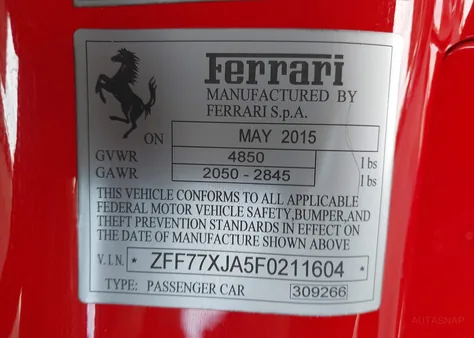 Ferrari
MANUFACTURED BY
FERRARI S.p.A.
ON MAY 2015
GVWR 4850 lbs
GAWR 2050 - 2845 lbs
THIS VEHICLE CONFORMS TO ALL APPLICABLE
FEDERAL MOTOR VEHICLE SAFETY,BUMPER,AND
THEFT PREVENTION STANDARDS IN EFFECT ON
THE DATE OF MANUFACTURE SHOWN ABOVE
V.I.N. * ZFF77XJA5F0211604 *
TYPE: PASSENGER CAR 309266
AUTASNAP